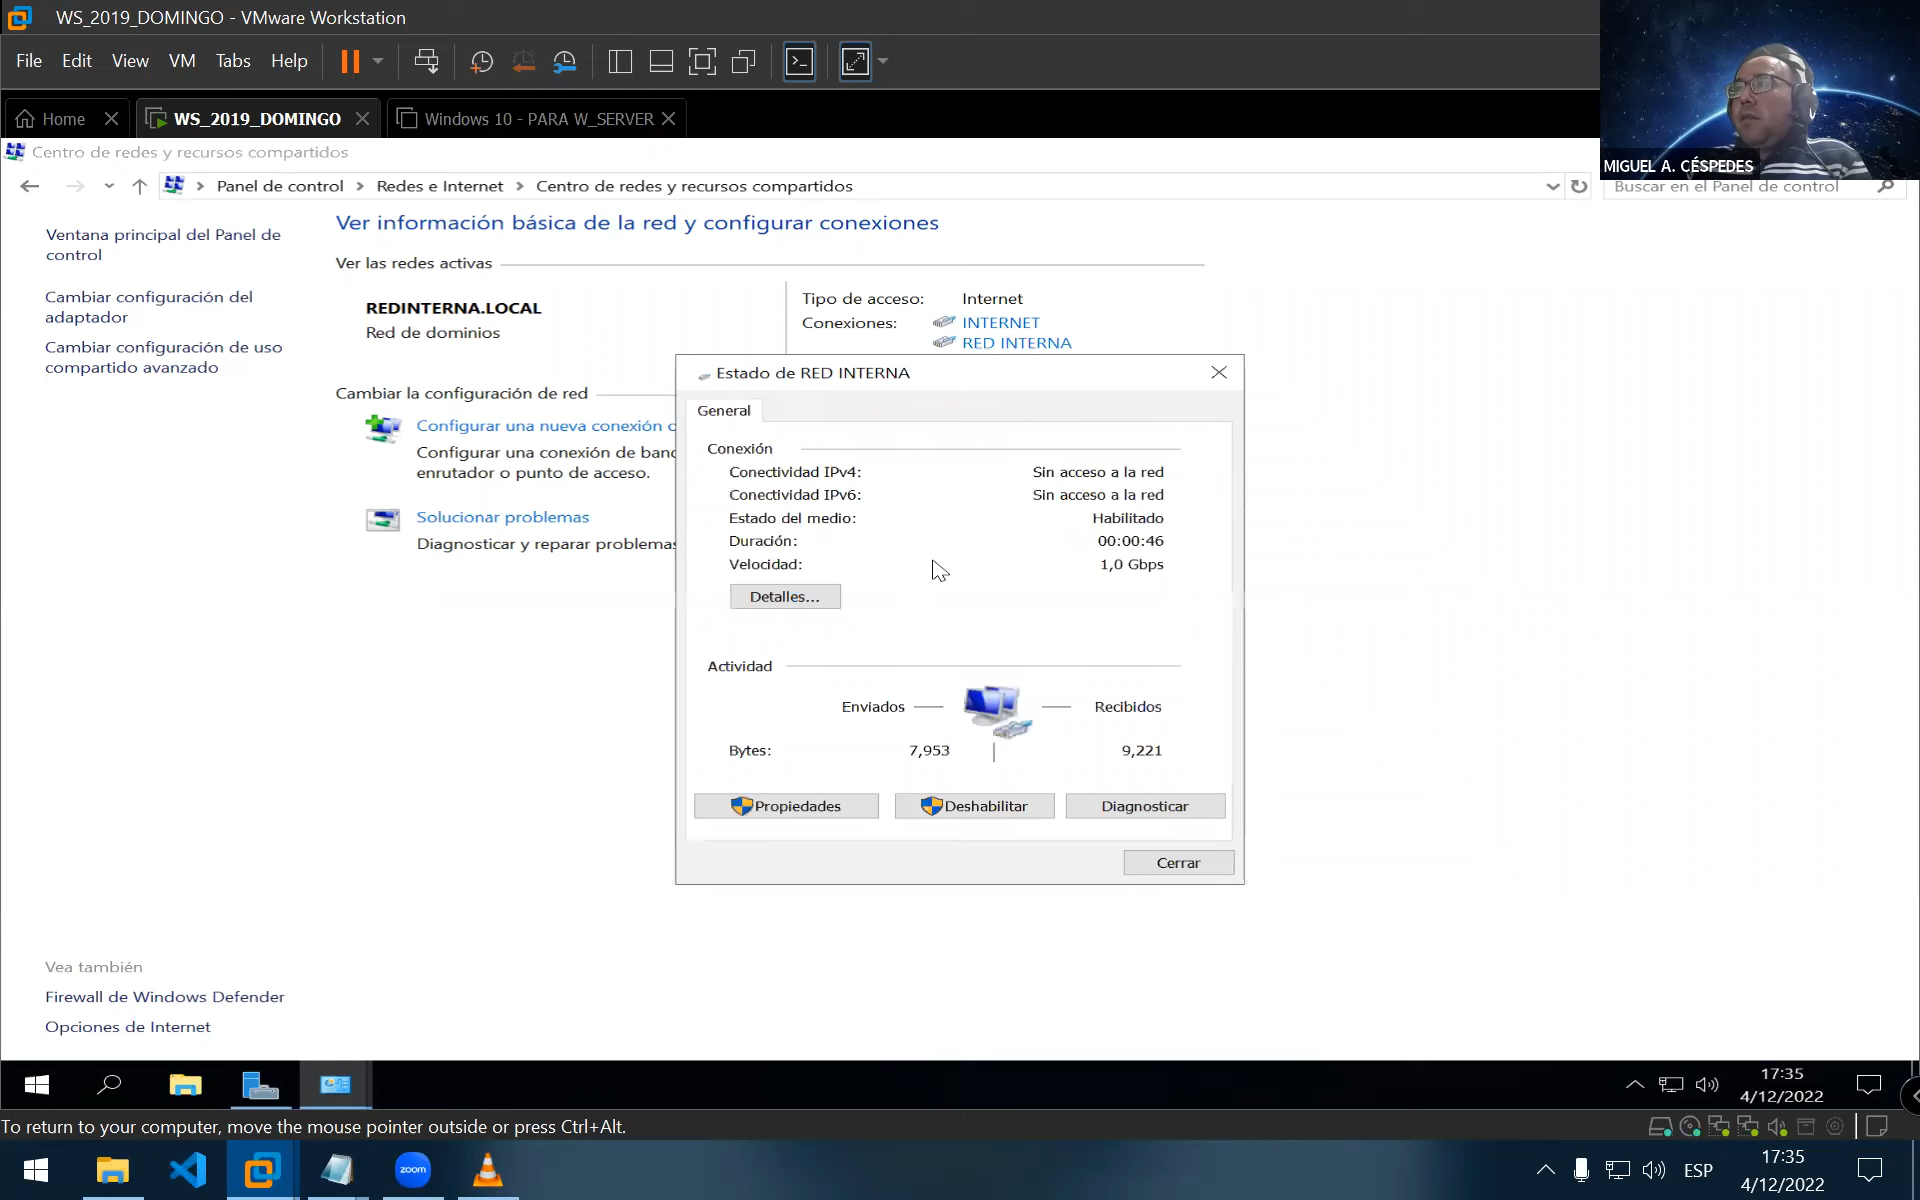 WS_2019_DOMINGO - VMware Workstation
File Edit View VM Tabs Help
Home WS_2019_DOMINGO Windows 10 - PARA W_SERVER
MIGUEL A. CÉSPEDES
Centro de redes y recursos compartidos
Panel de control Redes e Internet Centro de redes y recursos compartidos
Buscar en el Panel de control
Ventana principal del Panel de
control
Cambiar configuración del
adaptador
Cambiar configuración de uso
compartido avanzado
Ver información básica de la red y configurar conexiones
Ver las redes activas
REDINTERNA.LOCAL
Red de dominios
Tipo de acceso: Internet
Conexiones: INTERNET
RED INTERNA
Cambiar la configuración de red
Configurar una nueva conexión
Configurar una conexión de
enrutador o punto de acceso.
Solucionar problemas
Diagnosticar y reparar problemas
Estado de RED INTERNA
General
Conexión
Conectividad IPv4: Sin acceso a la red
Conectividad IPv6: Sin acceso a la red
Estado del medio: Habilitado
Duración: 00:00:46
Velocidad: 1,0 Gbps
Detalles...
Actividad
Enviados Recibidos
Bytes: 7,953 9,221
Propiedades Deshabilitar Diagnosticar
Cerrar
Vea también
Firewall de Windows Defender
Opciones de Internet
17:35
4/12/2022
To return to your computer, move the mouse pointer outside or press Ctrl+Alt.
zoom
ESP
17:35
4/12/2022